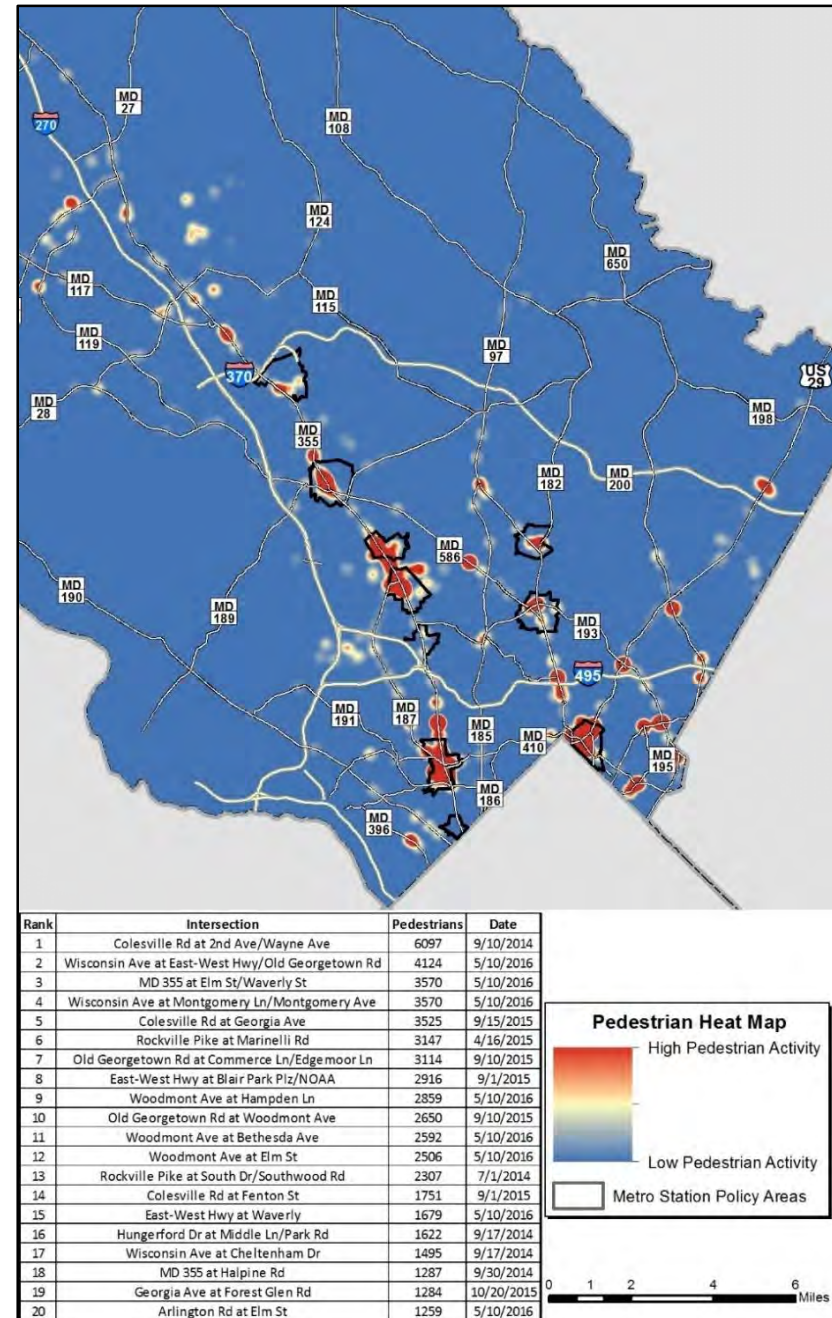 MD 27
270
MD 108
MD 124
MD 650
MD 117
MD 115
MD 119
MD 97
US 29
370
MD 28
MD 198
MD 355
MD 182
MD 200
MD 586
MD 190
MD 189
MD 193
495
MD 191
MD 187
MD 185
MD 410
MD 195
MD 186
MD 396
Rank Intersection Pedestrians Date
1 Colesville Rd at 2nd Ave/Wayne Ave 6097 9/10/2014
2 Wisconsin Ave at East-West Hwy/Old Georgetown Rd 4124 5/10/2016
3 MD 355 at Elm St/Waverly St 3570 5/10/2016
4 Wisconsin Ave at Montgomery Ln/Montgomery Ave 3570 5/10/2016
5 Colesville Rd at Georgia Ave 3525 9/15/2015
6 Rockville Pike at Marinelli Rd 3147 4/16/2015
7 Old Georgetown Rd at Commerce Ln/Edgemoor Ln 3114 9/10/2015
8 East-West Hwy at Blair Park Plz/NOAA 2916 9/1/2015
9 Woodmont Ave at Hampden Ln 2859 5/10/2016
10 Old Georgetown Rd at Woodmont Ave 2650 9/10/2015
11 Woodmont Ave at Bethesda Ave 2592 5/10/2016
12 Woodmont Ave at Elm St 2506 5/10/2016
13 Rockville Pike at South Dr/Southwood Rd 2307 7/1/2014
14 Colesville Rd at Fenton St 1751 9/1/2015
15 East-West Hwy at Waverly 1679 5/10/2016
16 Hungerford Dr at Middle Ln/Park Rd 1622 9/17/2014
17 Wisconsin Ave at Cheltenham Dr 1495 9/17/2014
18 MD 355 at Halpine Rd 1287 9/30/2014
19 Georgia Ave at Forest Glen Rd 1284 10/20/2015
20 Arlington Rd at Elm St 1259 5/10/2016
Pedestrian Heat Map
High Pedestrian Activity
Low Pedestrian Activity
Metro Station Policy Areas
0 1 2 4 6
Miles